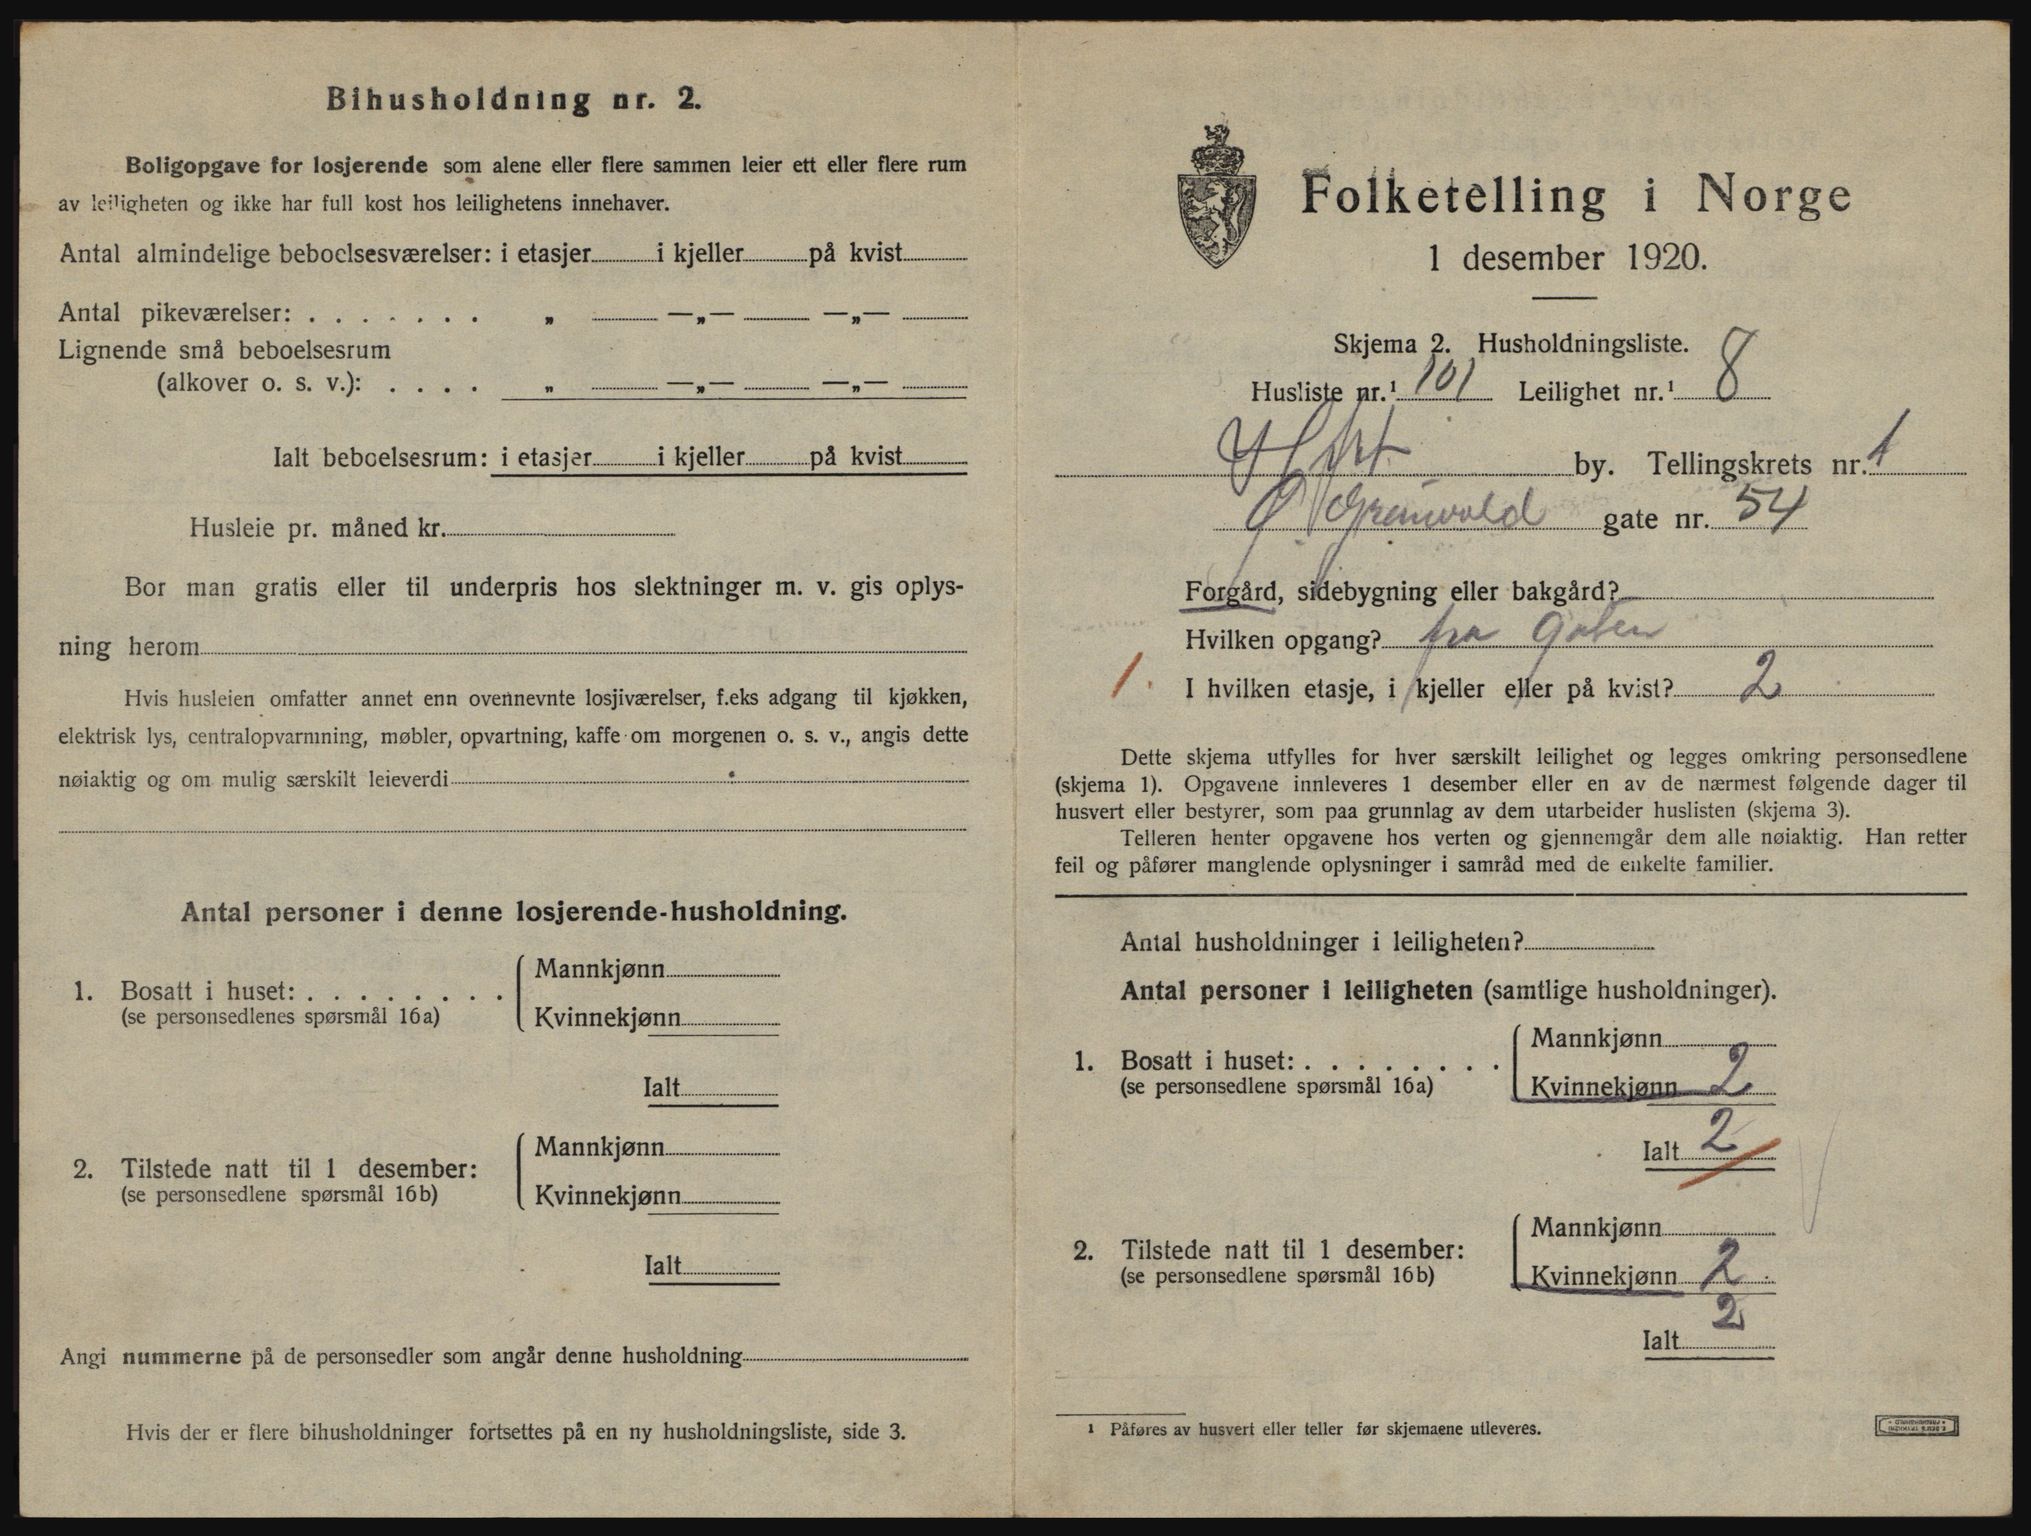 Bihusholdning nr. 2.
Boligopgave for losjerende som alene eller flere sammen leier ett eller flere rum
av leiligheten og ikke har full kost hos leilighetens innehaver.
Antal almindelige beboelsesværelser: i etasjer i kjeller på kvist
Antal pikeværelser: . . . . . . . „ —„— —„—
Lignende små beboelsesrum
(alkover o. s. v.): . . . . „ —„— —„—
Ialt beboelsesrum: i etasjer i kjeller på kvist
Husleie pr. måned kr.
Bor man gratis eller til underpris hos slektninger m. v. gis oplys-
ning herom
Hvis husleien omfatter annet enn ovennevnte losjiværelser, f.eks adgang til kjøkken,
elektrisk lys, centralopvarmning, møbler, opvartning, kaffe om morgenen o. s. v., angis dette
nøiaktig og om mulig særskilt leieverdi
Antal personer i denne losjerende-husholdning.
1. Bosatt i huset: . . . . . . . . Mannkjønn
(se personsedlenes spørsmål 16a) Kvinnekjønn
Ialt
2. Tilstede natt til 1 desember: Mannkjønn
(se personsedlene spørsmål 16b) Kvinnekjønn
Ialt
Angi nummerne på de personsedler som angår denne husholdning
Hvis der er flere bihusholdninger fortsettes på en ny husholdningsliste, side 3.
Folketelling i Norge
1 desember 1920.
Skjema 2. Husholdningsliste.
Husliste nr.¹ 101 Leilighet nr.¹ 8
by. Tellingskrets nr. 1
gate nr. 54
Forgård, sidebygning eller bakgård?
Hvilken opgang? fra Gaten
1. I hvilken etasje, i kjeller eller på kvist? 2
Dette skjema utfylles for hver særskilt leilighet og legges omkring personsedlene
(skjema 1). Opgavene innleveres 1 desember eller en av de nærmest følgende dager til
husvert eller bestyrer, som paa grunnlag av dem utarbeider huslisten (skjema 3).
Telleren henter opgavene hos verten og gjennemgår dem alle nøiaktig. Han retter
feil og påfører manglende oplysninger i samråd med de enkelte familier.
Antal husholdninger i leiligheten?
Antal personer i leiligheten (samtlige husholdninger).
1. Bosatt i huset: . . . . . . . . Mannkjønn
(se personsedlene spørsmål 16a) Kvinnekjønn 2
Ialt 2
2. Tilstede natt til 1 desember: Mannkjønn
(se personsedlene spørsmål 16b) Kvinnekjønn 2
Ialt 2
¹ Påføres av husvert eller teller før skjemaene utleveres.